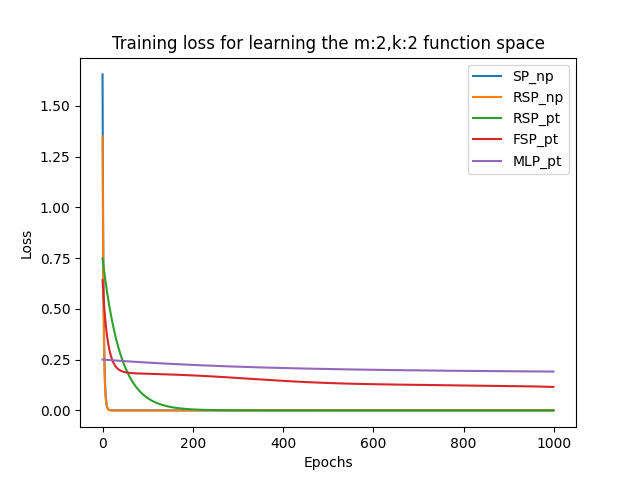 Training loss for learning the m:2,k:2 function space
SP_np
RSP_np
RSP_pt
FSP_pt
MLP_pt
1.50
1.25
1.00
0.75
0.50
0.25
0.00
Loss
0 200 400 600 800 1000
Epochs